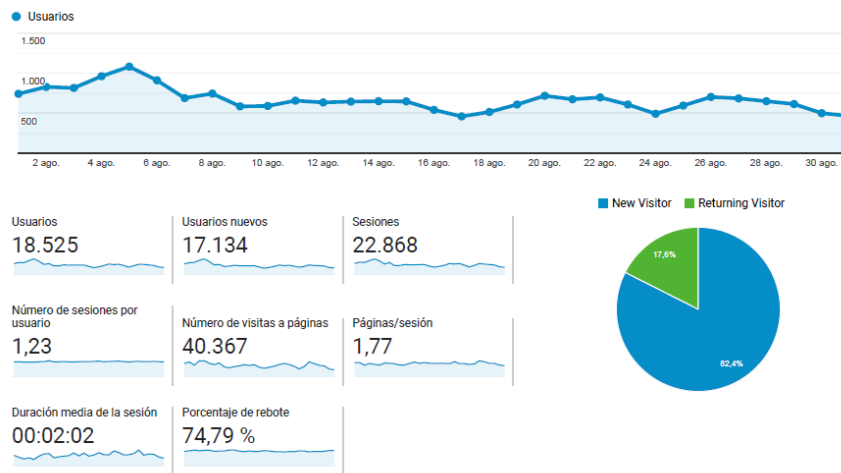 Usuarios
1.500
1.000
500
2 ago. 4 ago. 6 ago. 8 ago. 10 ago. 12 ago. 14 ago. 16 ago. 18 ago. 20 ago. 22 ago. 24 ago. 26 ago. 28 ago. 30 ago.
New Visitor Returning Visitor
Usuarios Usuarios nuevos Sesiones
18.525 17.134 22.868
17,6%
82,4%
Número de sesiones por
usuario Número de visitas a páginas Páginas/sesión
1,23 40.367 1,77
Duración media de la sesión Porcentaje de rebote
00:02:02 74,79 %